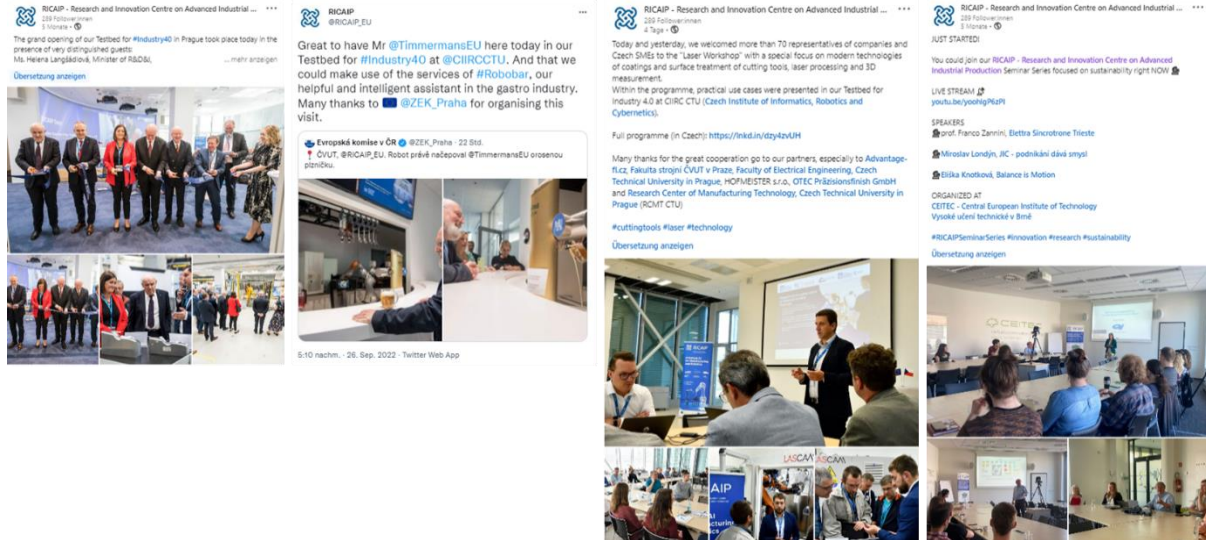 RICAIP - Research and Innovation Centre on Advanced Industrial ...
289 Follower:innen
5 Monate
The grand opening of our Testbed for #Industry40 in Prague took place today in the
presence of very distinguished guests:
Ms. Helena Langšádlová, Minister of R&D&I,
... mehr anzeigen
Übersetzung anzeigen
RICAIP
@RICAIP_EU
Great to have Mr @TimmermansEU here today in our
Testbed for #Industry40 at @CIIRCCTU. And that we
could make use of the services of #Robobar, our
helpful and intelligent assistant in the gastro industry.
Many thanks to @ZEK_Praha for organising this
visit.
Evropská komise v ČR @ZEK_Praha · 22 Std.
ČVUT, @RICAIP_EU. Robot právě načepoval @TimmermansEU orosenou
plzničku.
5:10 nachm. · 26. Sep. 2022 · Twitter Web App
RICAIP - Research and Innovation Centre on Advanced Industrial ...
289 Follower:innen
4 Tage
Today and yesterday, we welcomed more than 70 representatives of companies and
Czech SMEs to the "Laser Workshop" with a special focus on modern technologies
of coatings and surface treatment of cutting tools, laser processing and 3D
measurement.
Within the programme, practical use cases were presented in our Testbed for
Industry 4.0 at CIIRC CTU (Czech Institute of Informatics, Robotics and
Cybernetics).
Full programme (in Czech): https://lnkd.in/dzy4zvUH
Many thanks for the great cooperation go to our partners, especially to Advantage-
fl.cz, Fakulta strojní ČVUT v Praze, Faculty of Electrical Engineering, Czech
Technical University in Prague, HOFMEISTER s.r.o., OTEC Präzisionsfinish GmbH
and Research Center of Manufacturing Technology, Czech Technical University in
Prague (RCMT CTU)
#cuttingtools #laser #technology
Übersetzung anzeigen
RICAIP
LASCAM
LASCAM
AIP
RICAIP - Research and Innovation Centre on Advanced Industrial ...
289 Follower:innen
5 Monate
JUST STARTED!
You could join our RICAIP - Research and Innovation Centre on Advanced
Industrial Production Seminar Series focused on sustainability right NOW
LIVE STREAM
youtu.be/yoohIgP6zPI
SPEAKERS
prof. Franco Zannini, Elettra Sincrotrone Trieste
Miroslav Londýn, JIC - podnikání dává smysl
Eliška Knotková, Balance is Motion
ORGANIZED AT
CEITEC - Central European Institute of Technology
Vysoké učení technické v Brně
#RICAIPSeminarSeries #innovation #research #sustainability
Übersetzung anzeigen
CEITEC